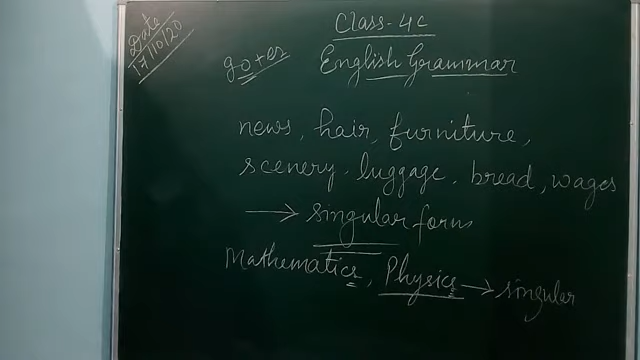 Date
17/10/20
Class-4c
go+es
English Grammar
news, hair, furniture,
scenery. luggage. bread, wages
→ singular form
Mathematics, Physics → singular